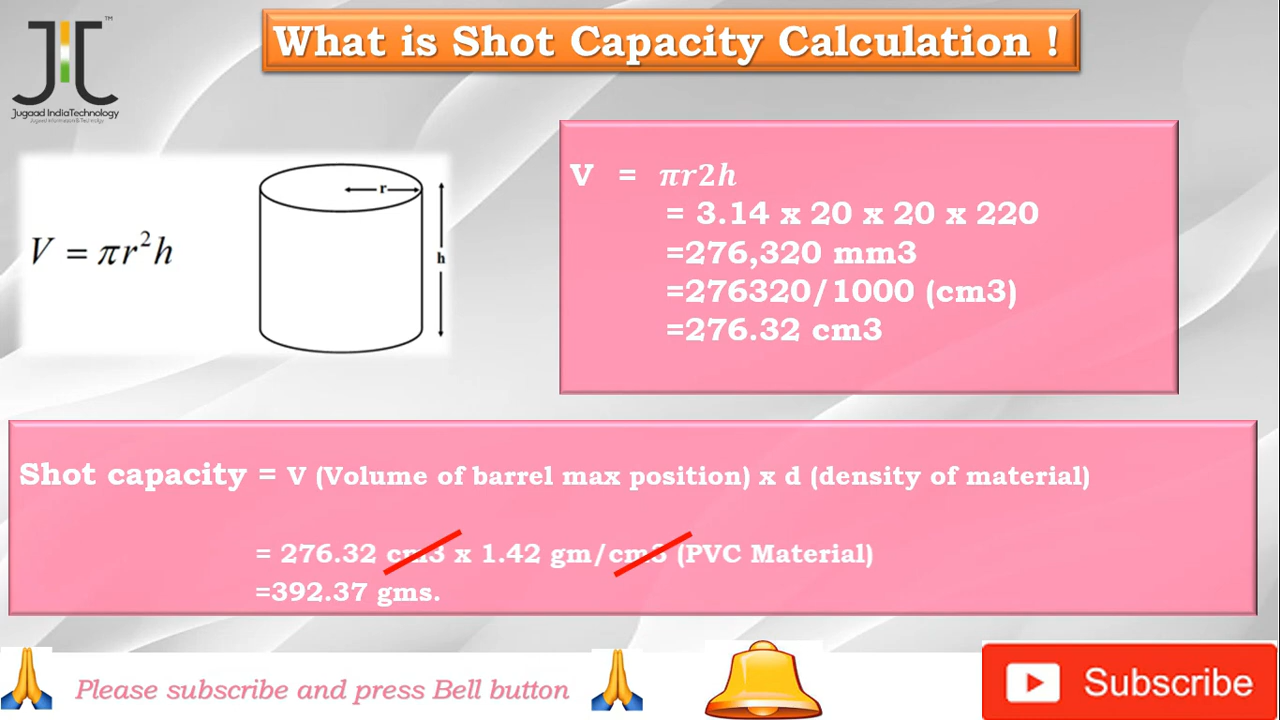 What is Shot Capacity Calculation !
JIC
™
Jugaad IndiaTechnology
V = πr²h
r
h
V = 𝜋𝑟2ℎ
= 3.14 x 20 x 20 x 220
=276,320 mm3
=276320/1000 (cm3)
=276.32 cm3
Shot capacity = V (Volume of barrel max position) x d (density of material)
= 276.32 cm3 x 1.42 gm/cm3 (PVC Material)
=392.37 gms.
Please subscribe and press Bell button
Subscribe